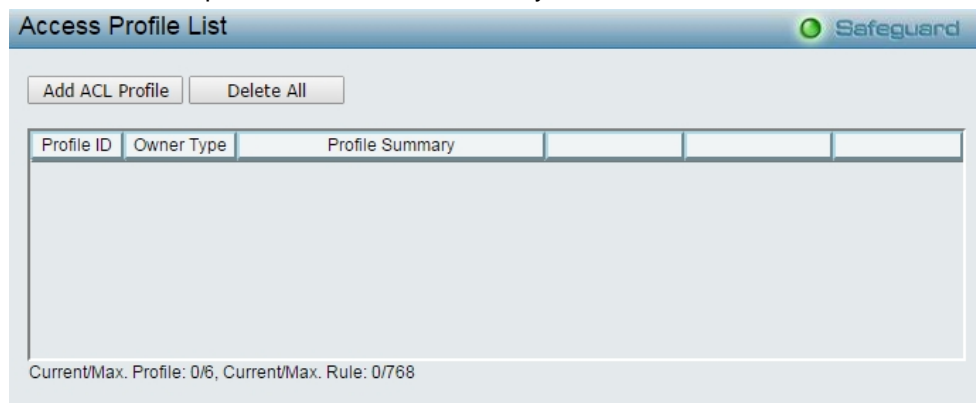 Access Profile List Safeguard
Add ACL Profile Delete All
Profile ID Owner Type Profile Summary
Current/Max. Profile: 0/6, Current/Max. Rule: 0/768